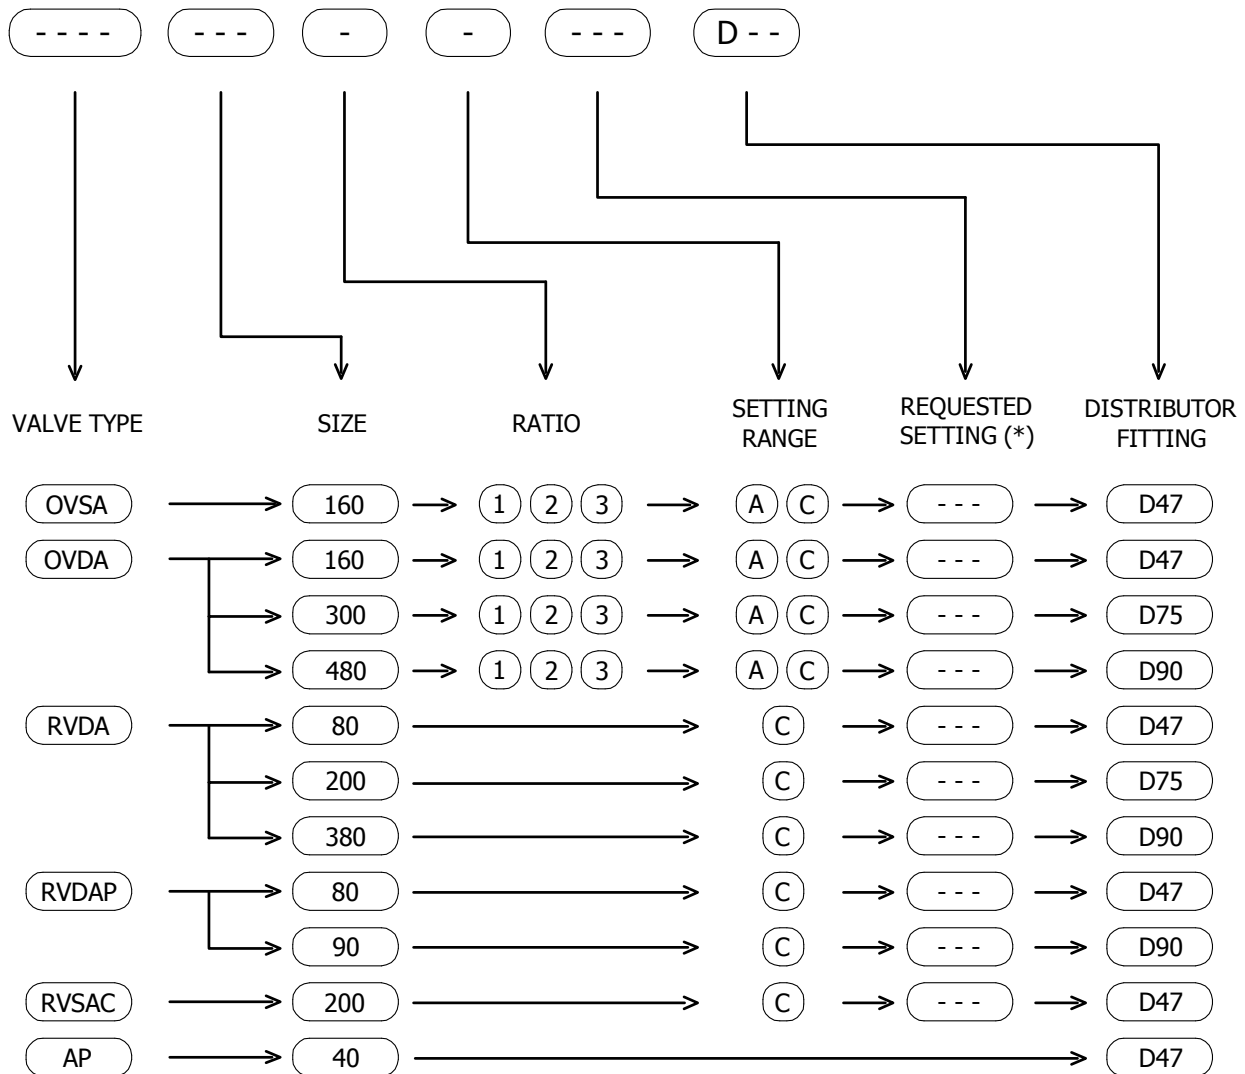 - - - - - - - - - - - - D - -
VALVE TYPE SIZE RATIO SETTING RANGE REQUESTED SETTING (*) DISTRIBUTOR FITTING
OVSA 160 1 2 3 A C - - - D47
OVDA 160 1 2 3 A C - - - D47
300 1 2 3 A C - - - D75
480 1 2 3 A C - - - D90
RVDA 80 C - - - D47
200 C - - - D75
380 C - - - D90
RVDAP 80 C - - - D47
90 C - - - D90
RVSAC 200 C - - - D47
AP 40 D47